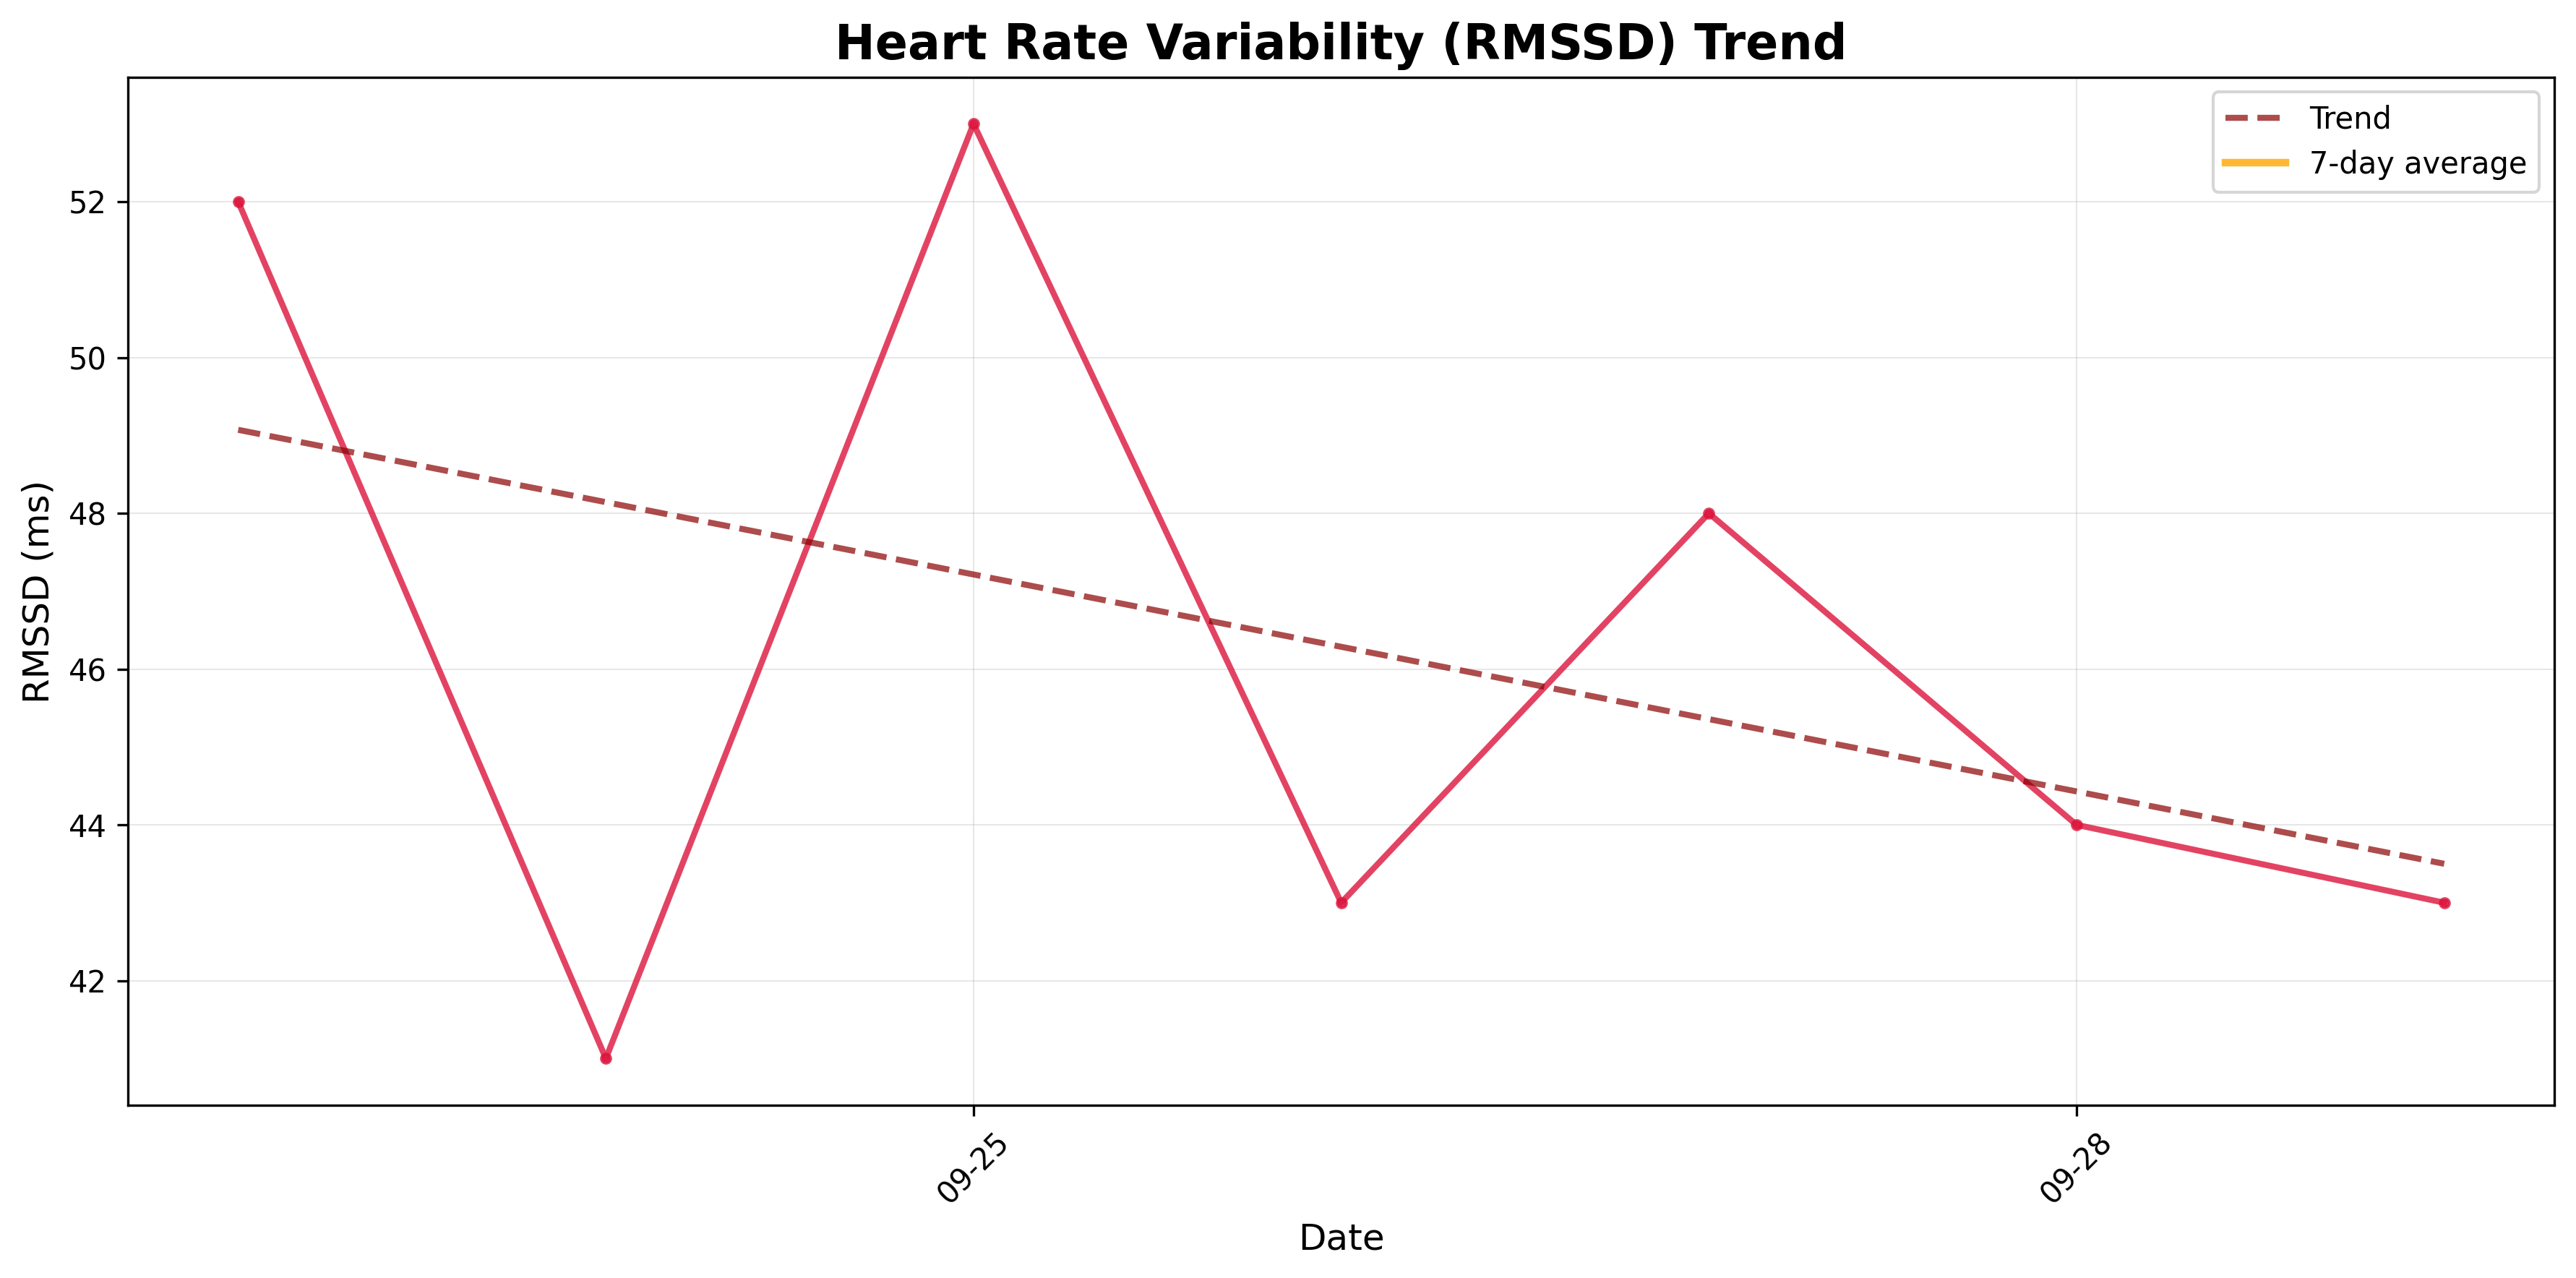 Heart Rate Variability (RMSSD) Trend
Trend
7-day average
52
50
48
46
44
42
RMSSD (ms)
09-25
09-28
Date